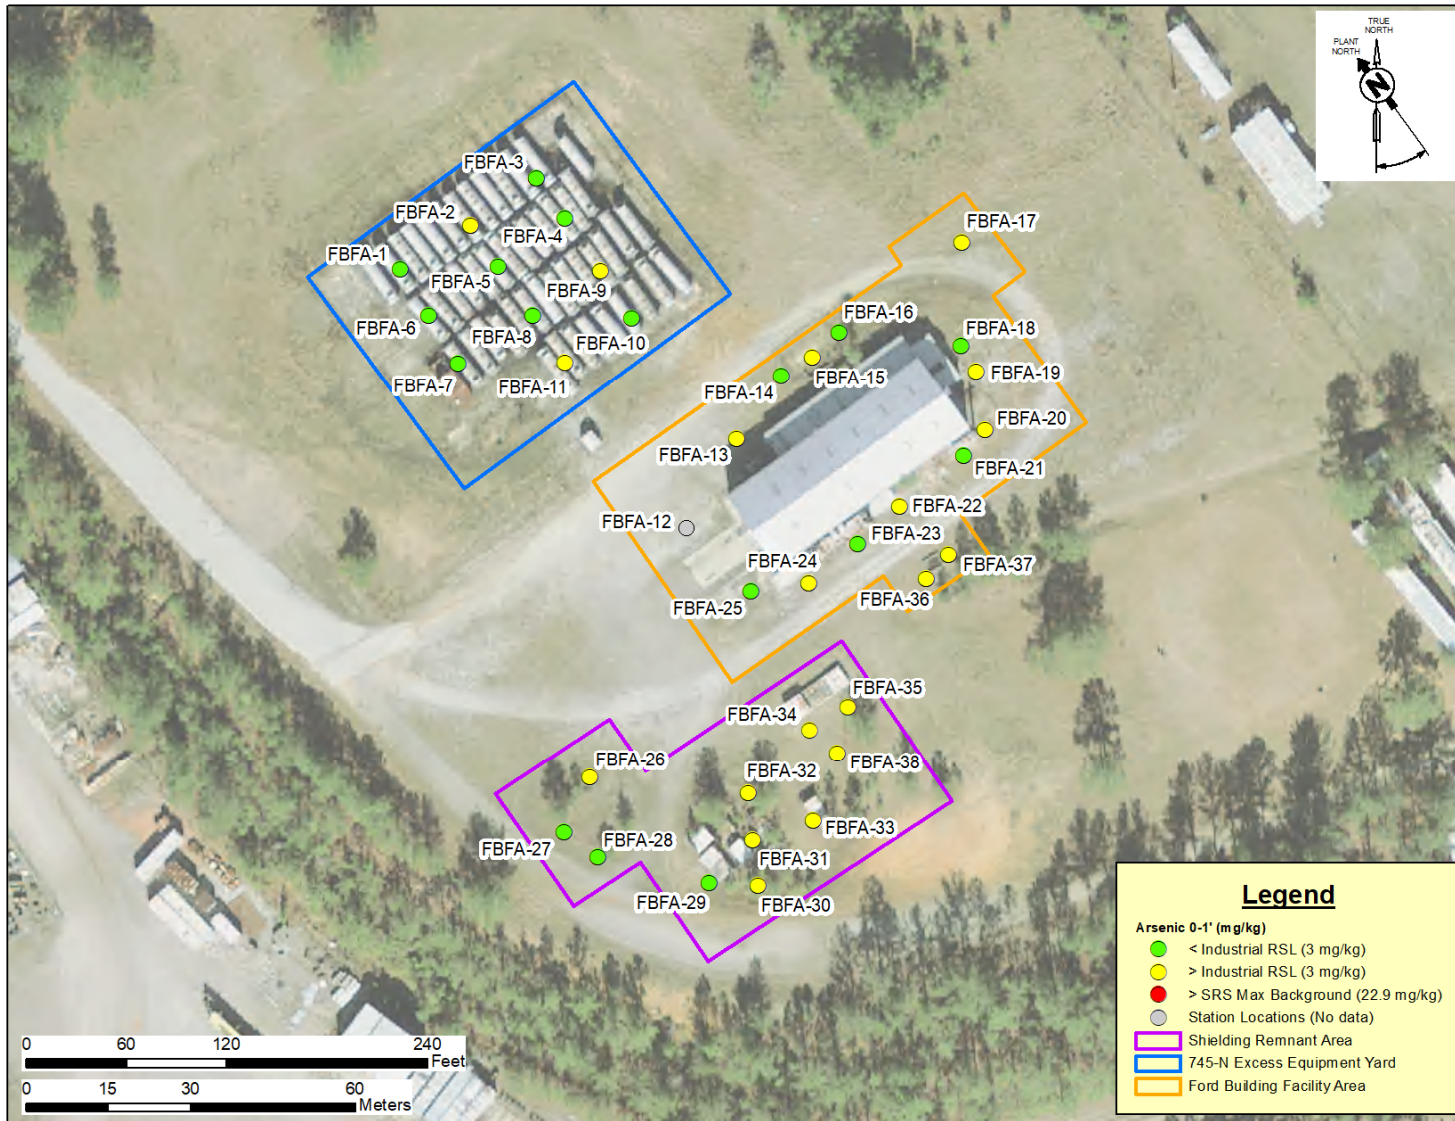 TRUE
NORTH
PLANT
NORTH
N
FBFA-3
FBFA-2
FBFA-4
FBFA-1
FBFA-5
FBFA-9
FBFA-6
FBFA-8
FBFA-10
FBFA-7
FBFA-11
FBFA-17
FBFA-16
FBFA-18
FBFA-15
FBFA-14
FBFA-19
FBFA-20
FBFA-13
FBFA-21
FBFA-22
FBFA-12
FBFA-23
FBFA-24
FBFA-37
FBFA-25
FBFA-36
FBFA-35
FBFA-34
FBFA-38
FBFA-26
FBFA-32
FBFA-33
FBFA-28
FBFA-27
FBFA-31
FBFA-29
FBFA-30
Legend
Arsenic 0-1' (mg/kg)
< Industrial RSL (3 mg/kg)
> Industrial RSL (3 mg/kg)
> SRS Max Background (22.9 mg/kg)
Station Locations (No data)
Shielding Remnant Area
745-N Excess Equipment Yard
Ford Building Facility Area
0 60 120 240
Feet
0 15 30 60
Meters